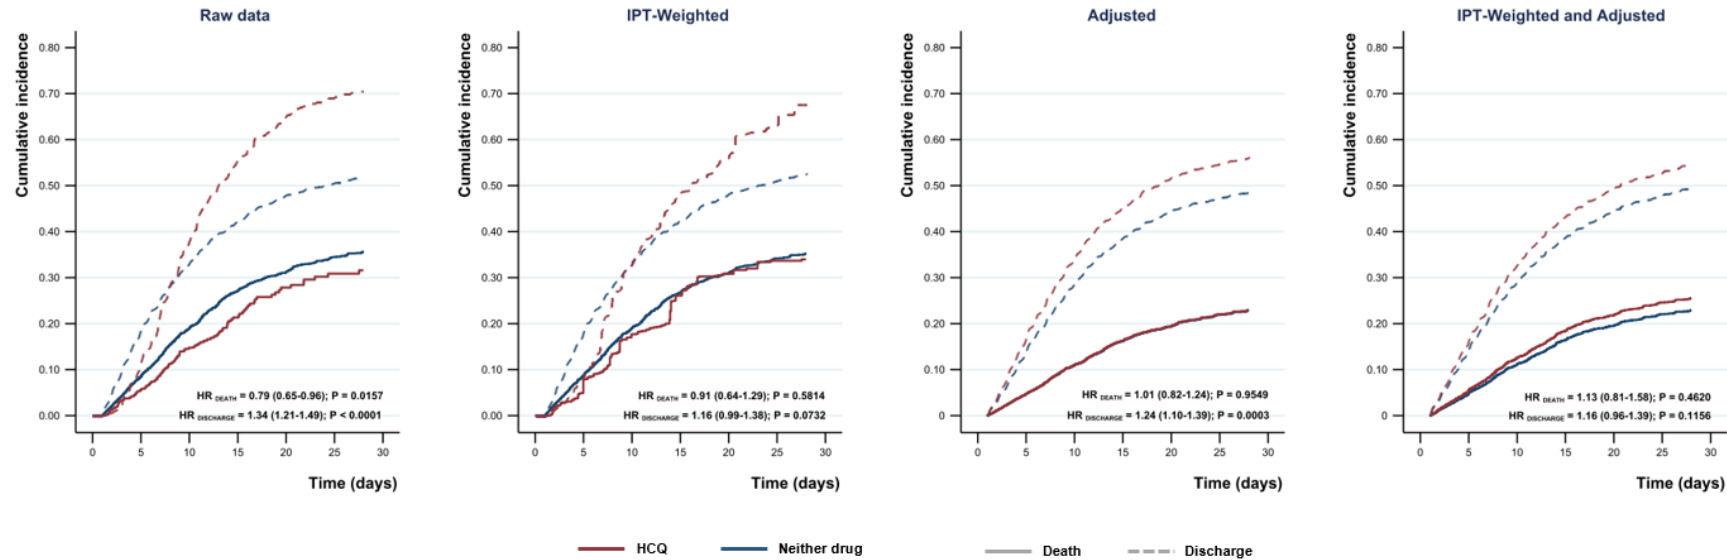 Raw data
Cumulative incidence
0.80
0.70
0.60
0.50
0.40
0.30
0.20
0.10
0.00
HR DEATH = 0.79 (0.65-0.96); P = 0.0157
HR DISCHARGE = 1.34 (1.21-1.49); P < 0.0001
0 5 10 15 20 25 30
Time (days)
IPT-Weighted
Cumulative incidence
0.80
0.70
0.60
0.50
0.40
0.30
0.20
0.10
0.00
HR DEATH = 0.91 (0.64-1.29); P = 0.5814
HR DISCHARGE = 1.16 (0.99-1.38); P = 0.0732
0 5 10 15 20 25 30
Time (days)
Adjusted
Cumulative incidence
0.80
0.70
0.60
0.50
0.40
0.30
0.20
0.10
0
HR DEATH = 1.01 (0.82-1.24); P = 0.9549
HR DISCHARGE = 1.24 (1.10-1.39); P = 0.0003
0 5 10 15 20 25 30
Time (days)
IPT-Weighted and Adjusted
Cumulative incidence
0.80
0.70
0.60
0.50
0.40
0.30
0.20
0.10
0
HR DEATH = 1.13 (0.81-1.58); P = 0.4620
HR DISCHARGE = 1.16 (0.96-1.39); P = 0.1156
0 5 10 15 20 25 30
Time (days)
HCQ Neither drug Death Discharge